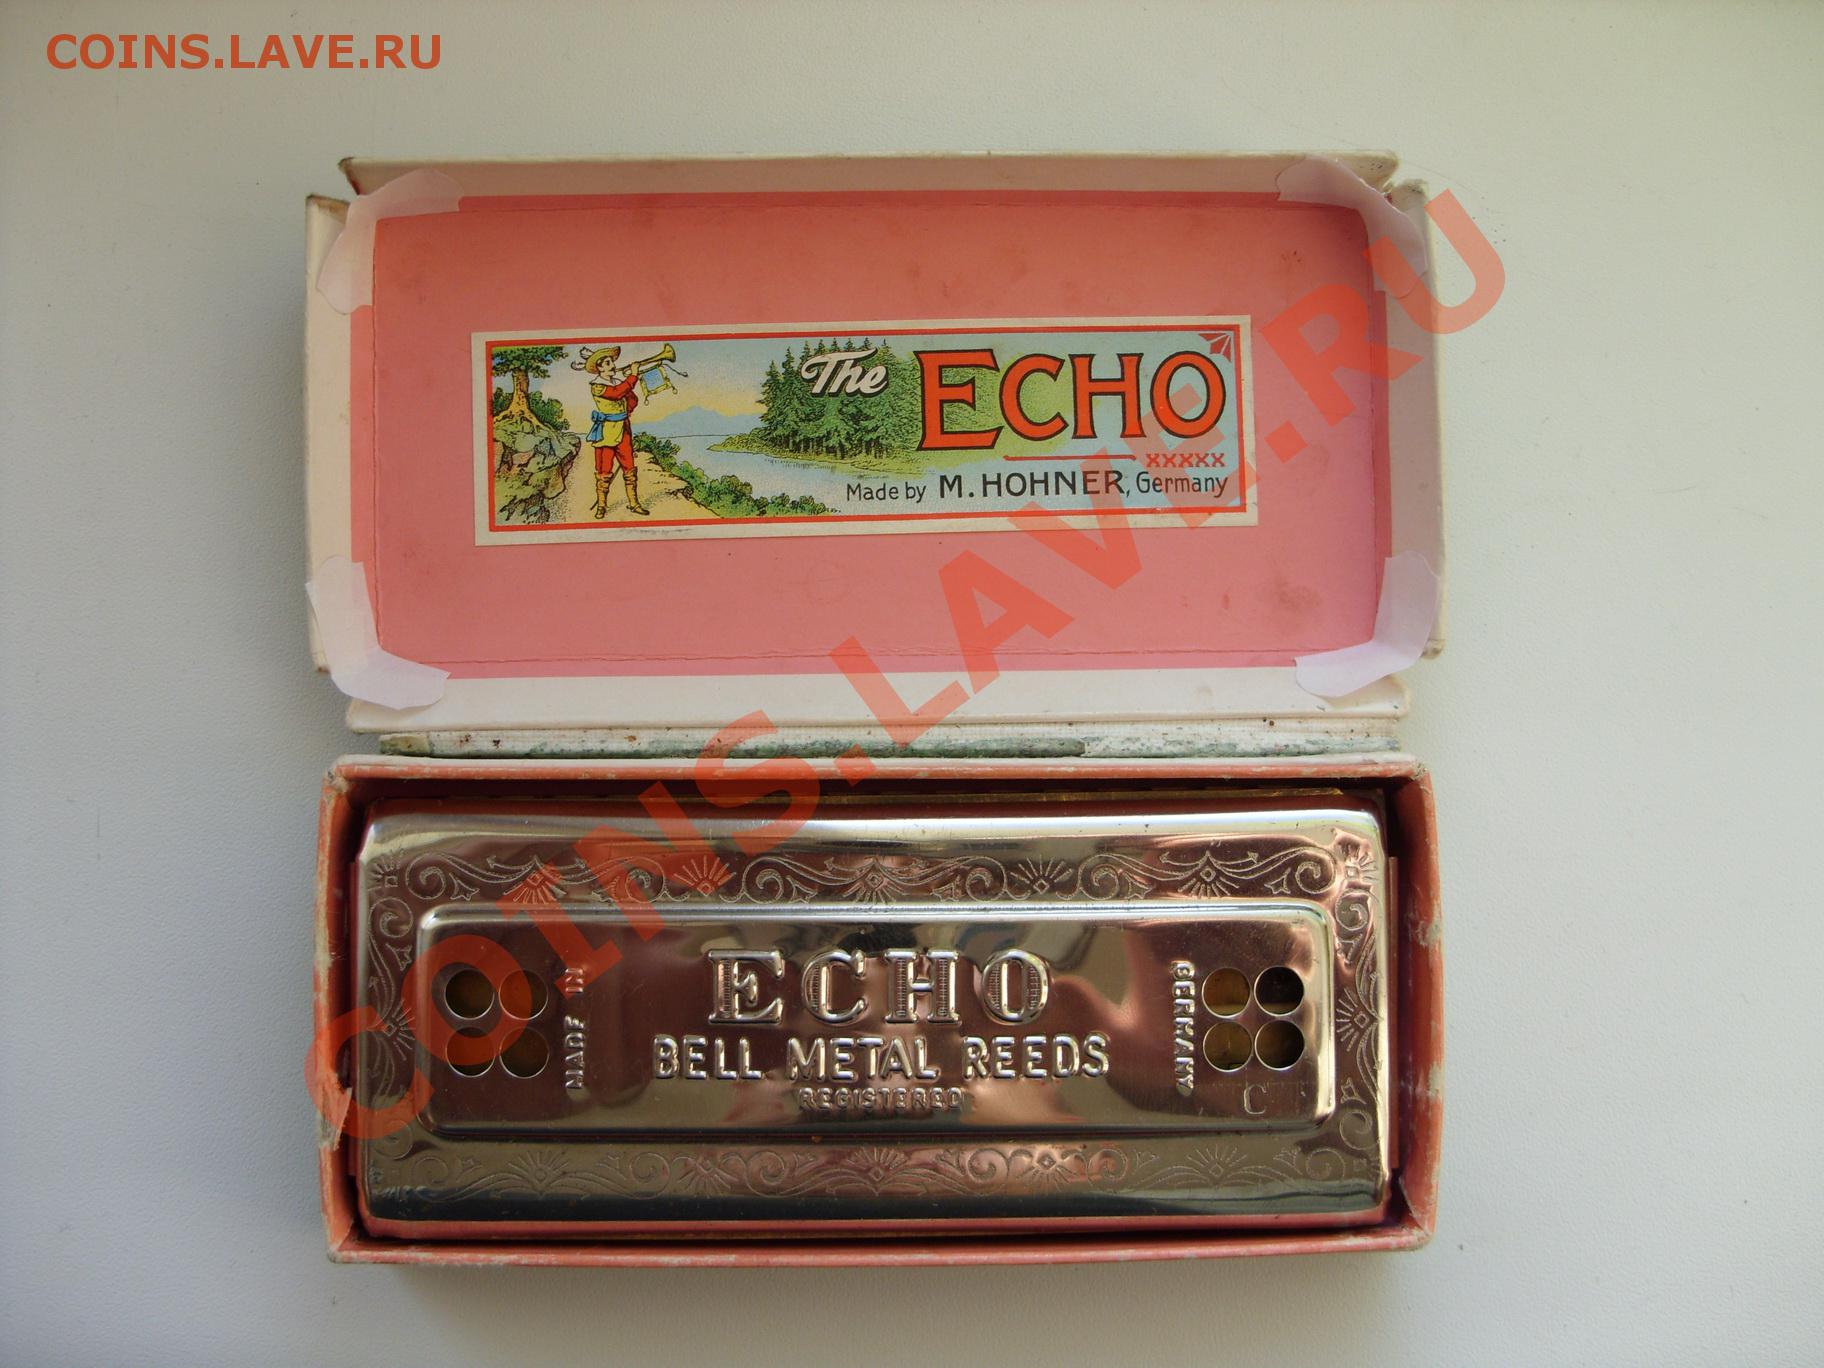 COINS.LAVE.RU
The ECHO
xxxxx
Made by M. HOHNER, Germany
COINS.LAVE.RU
ECHO
BELL METAL REEDS
REGISTERED
MADE IN
GERMANY
C